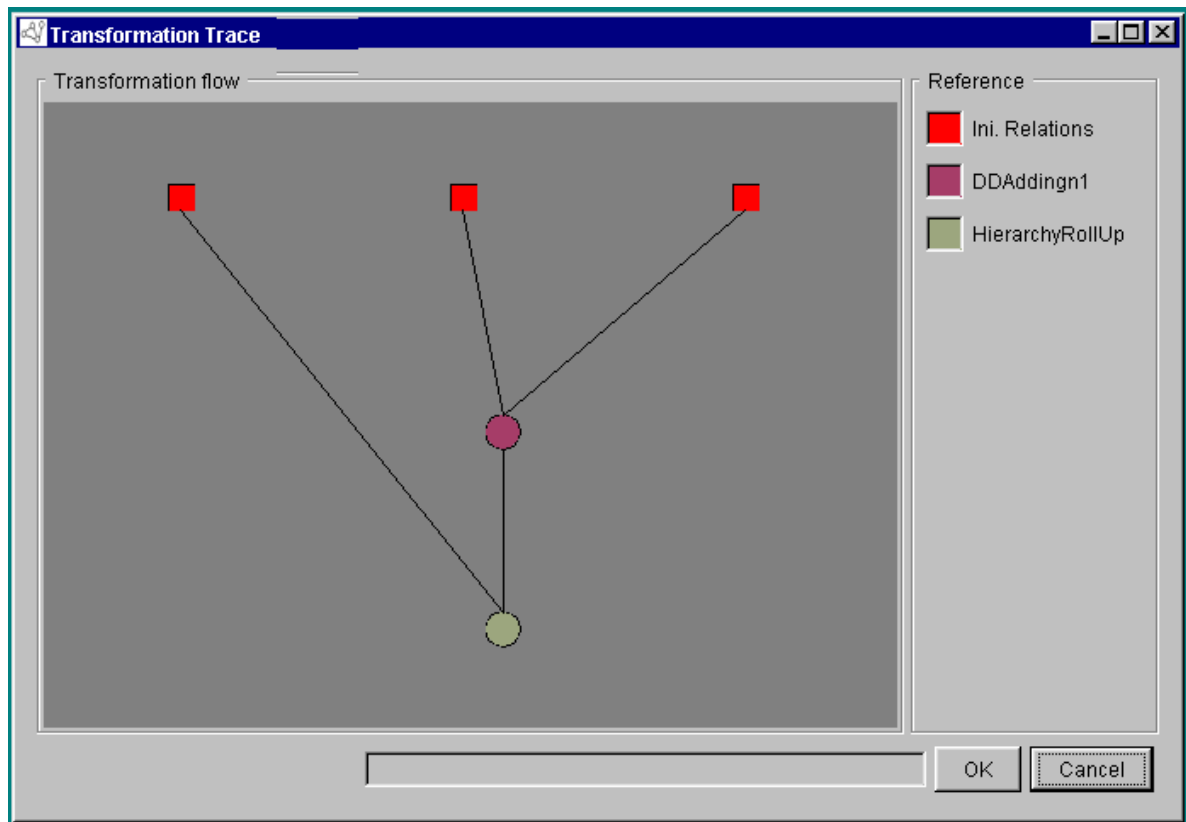 Transformation Trace
Transformation flow
Reference
Ini. Relations
DDAddingn1
HierarchyRollUp
OK
Cancel